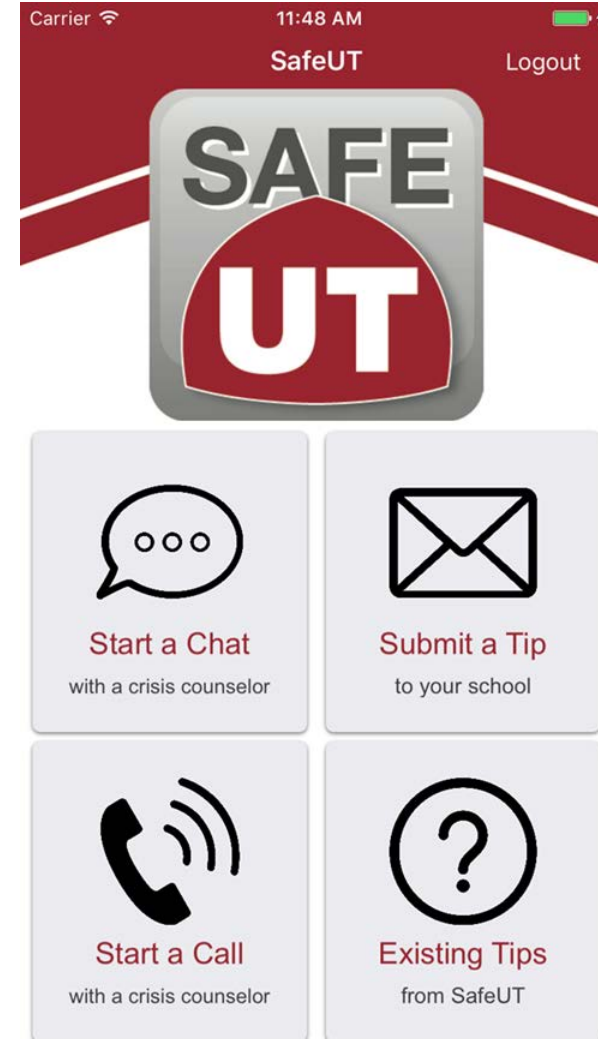 Carrier 11:48 AM
SafeUT Logout
SAFE
UT
Start a Chat
with a crisis counselor
Submit a Tip
to your school
Start a Call
with a crisis counselor
Existing Tips
from SafeUT